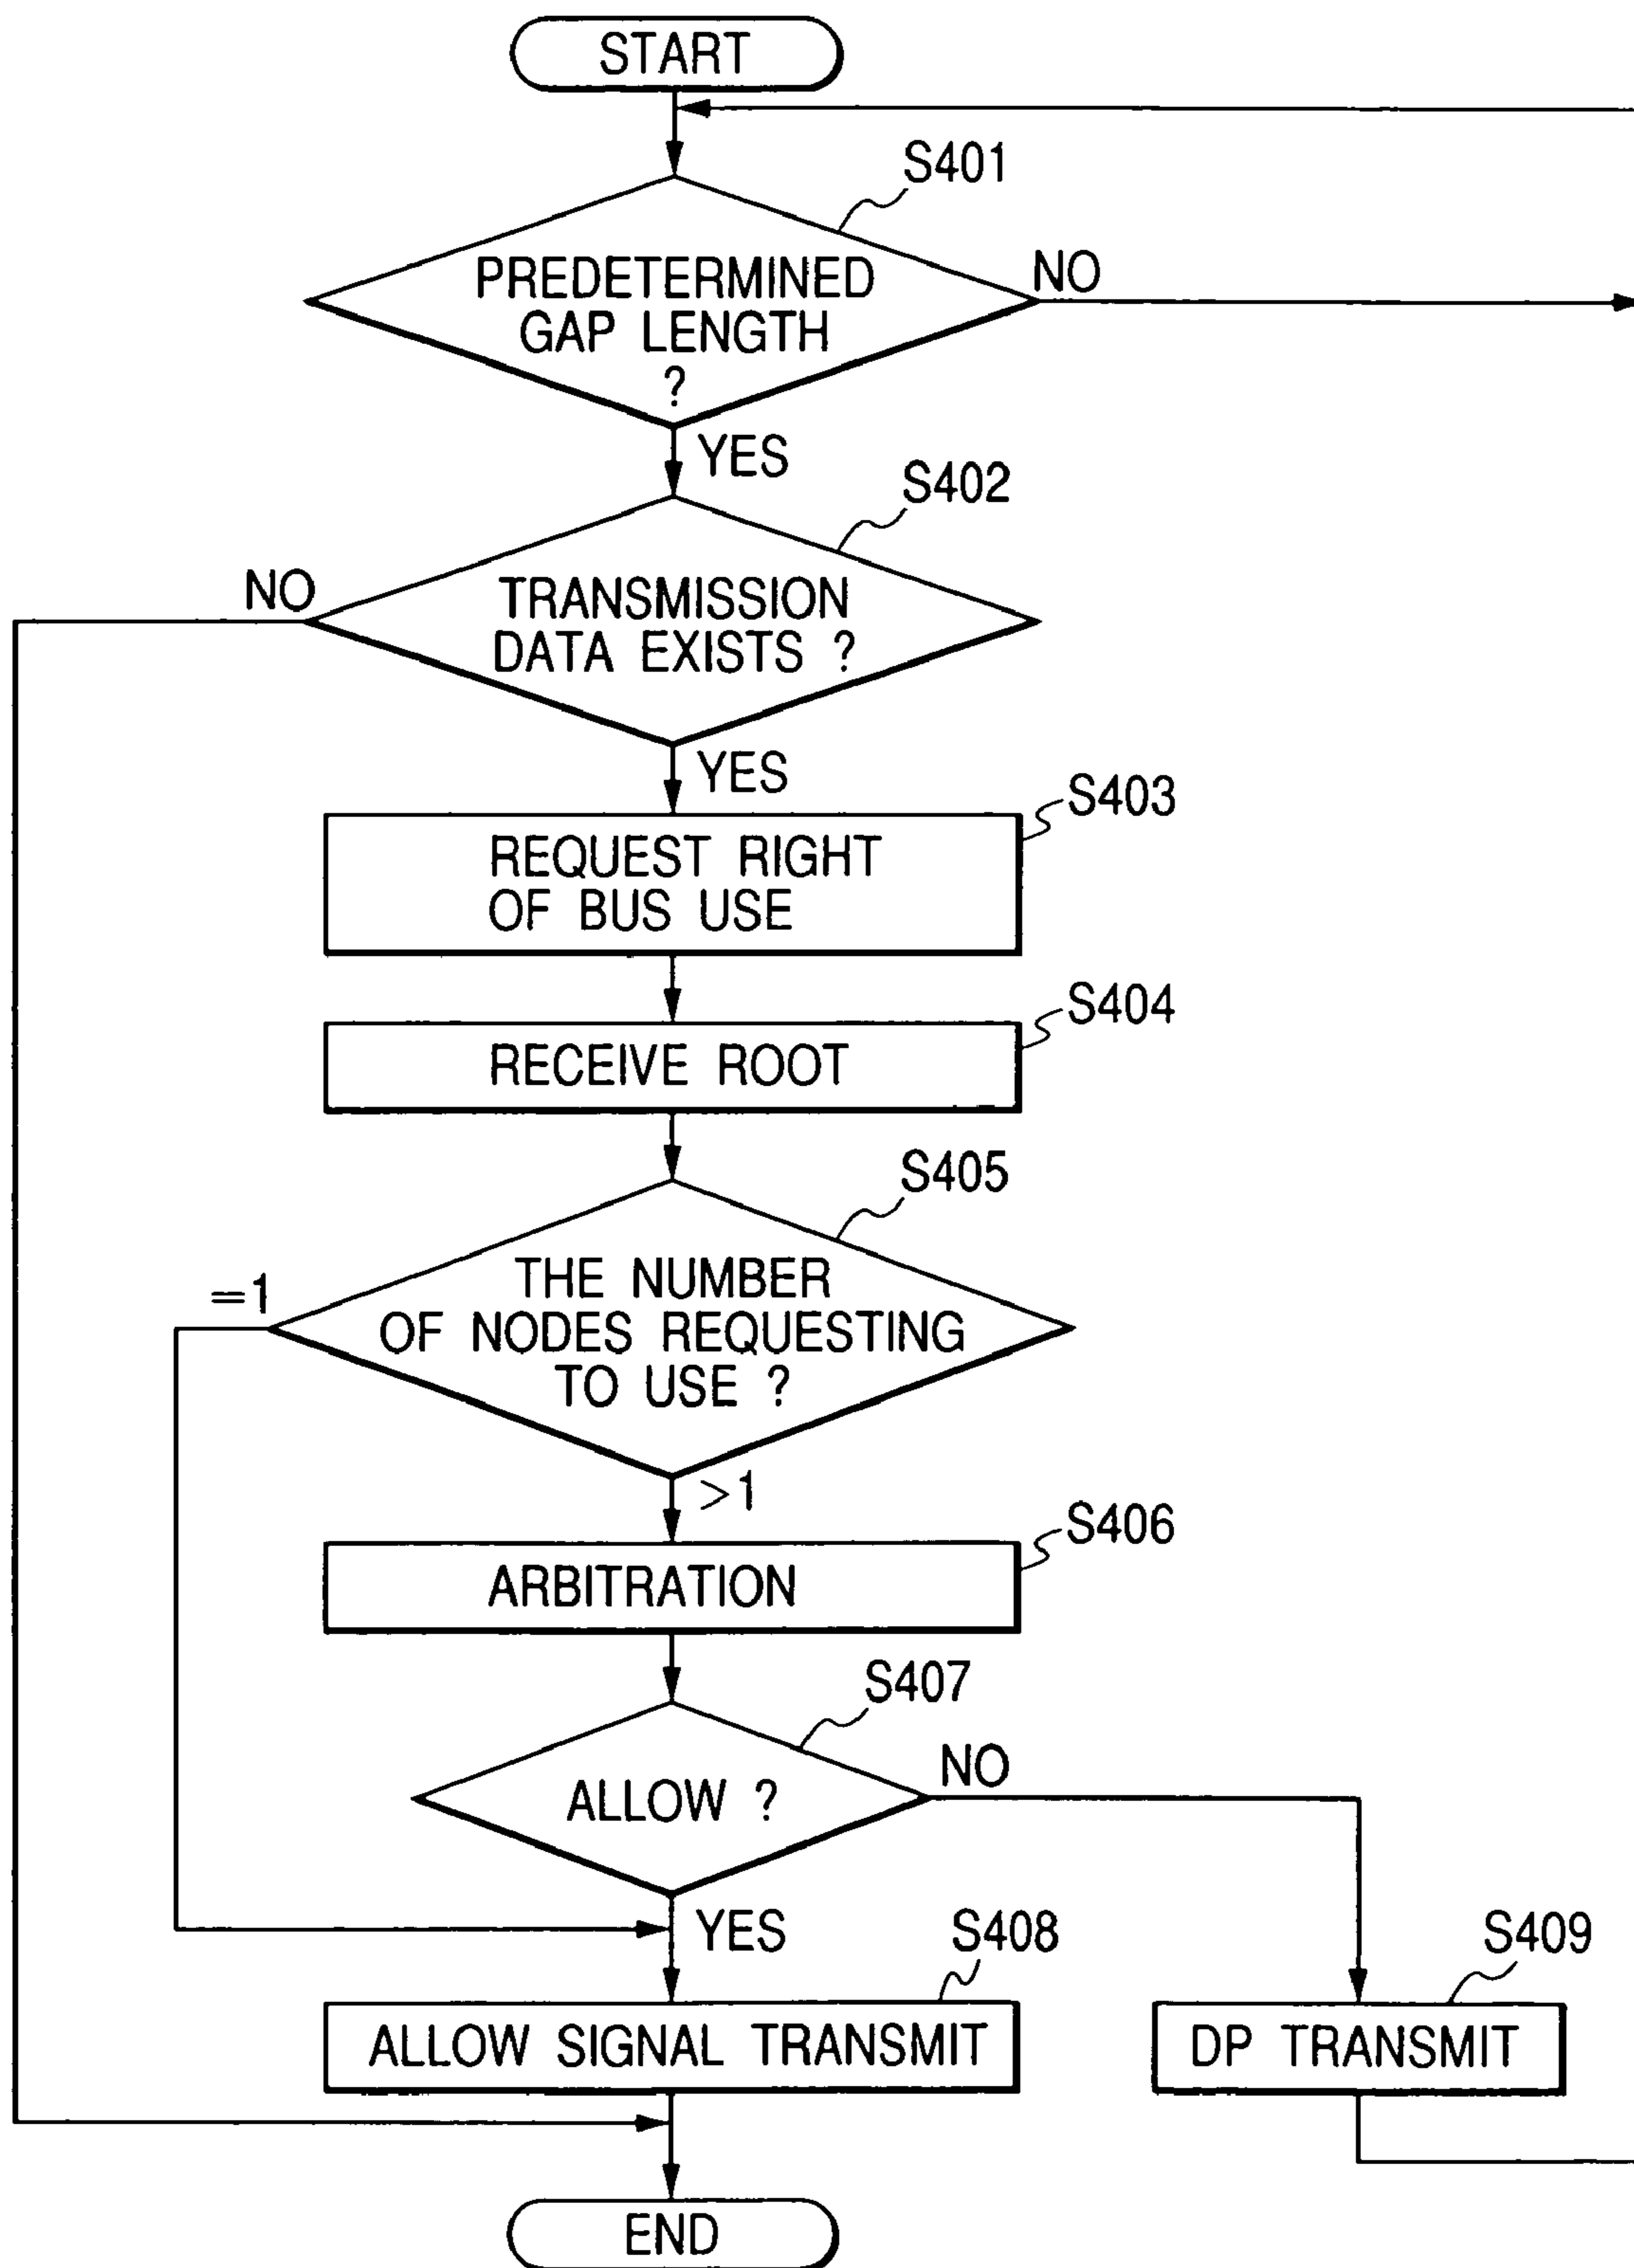 START
S401
PREDETERMINED
GAP LENGTH
?
NO
YES
S402
TRANSMISSION
DATA EXISTS ?
NO
YES
S403
REQUEST RIGHT
OF BUS USE
S404
RECEIVE ROOT
S405
THE NUMBER
OF NODES REQUESTING
TO USE ?
=1
>1
S406
ARBITRATION
S407
ALLOW ?
NO
YES
S408
ALLOW SIGNAL TRANSMIT
S409
DP TRANSMIT
END